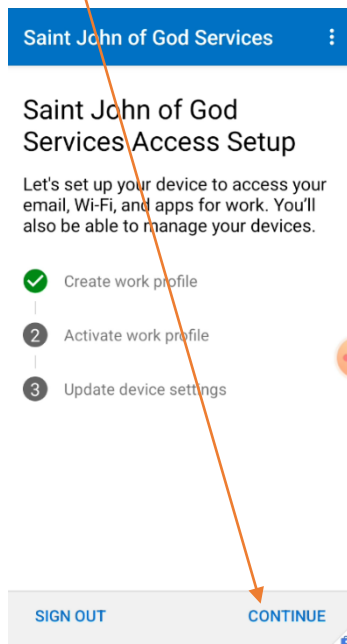 Saint John of God Services
Saint John of God
Services Access Setup
Let's set up your device to access your
email, Wi-Fi, and apps for work. You'll
also be able to manage your devices.
Create work profile
2 Activate work profile
3 Update device settings
SIGN OUT CONTINUE